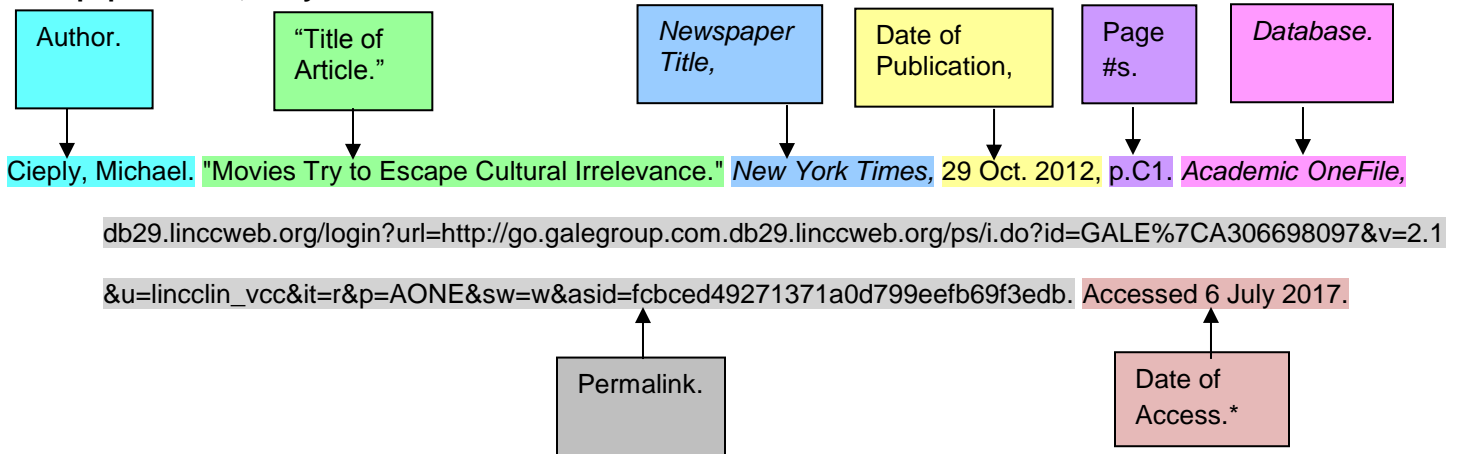 Author.
“Title of
Article.”
Newspaper
Title,
Date of
Publication,
Page
#s.
Database.
Cieply, Michael. "Movies Try to Escape Cultural Irrelevance." New York Times, 29 Oct. 2012, p.C1. Academic OneFile,
db29.linccweb.org/login?url=http://go.galegroup.com.db29.linccweb.org/ps/i.do?id=GALE%7CA306698097&v=2.1
&u=lincclin_vcc&it=r&p=AONE&sw=w&asid=fcbced49271371a0d799eefb69f3edb. Accessed 6 July 2017.
Permalink.
Date of
Access.*